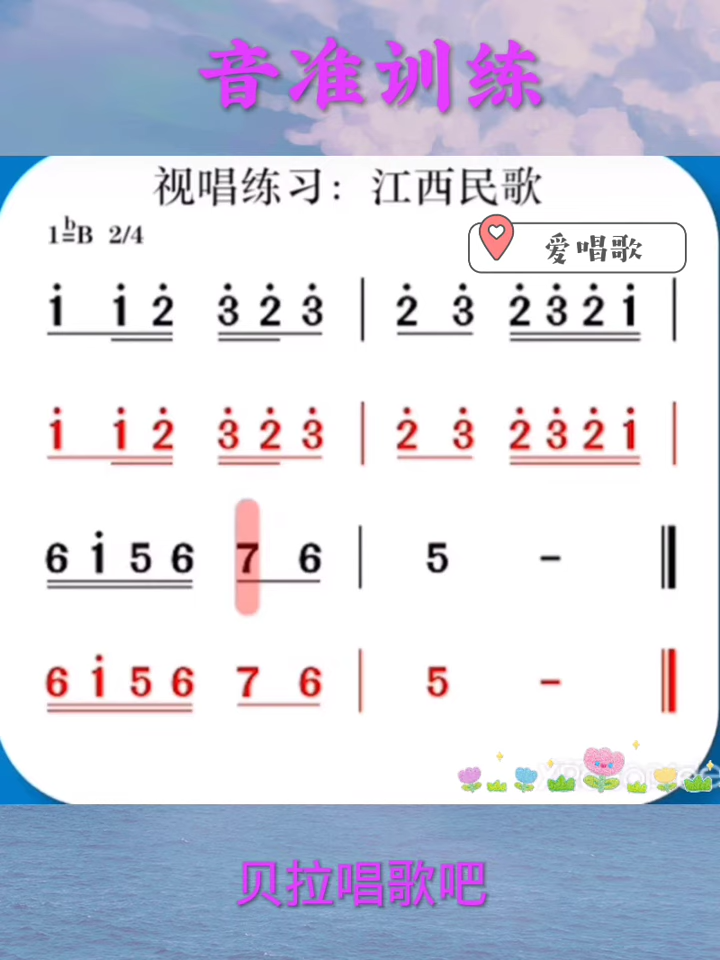 音准训练
视唱练习：江西民歌
1=♭B 2/4
爱唱歌
i̇ i̇ 2̇ 3̇ 2̇ 3̇ | 2̇ 3̇ 2̇ 3̇ 2̇ 1̇ |
1̇ 1̇ 2̇ 3̇ 2̇ 3̇ | 2̇ 3̇ 2̇ 3̇ 2̇ 1̇ |
6 1̇ 5 6 7 6 | 5 - ‖
6 1̇ 5 6 7 6 | 5 - ‖
贝拉唱歌吧